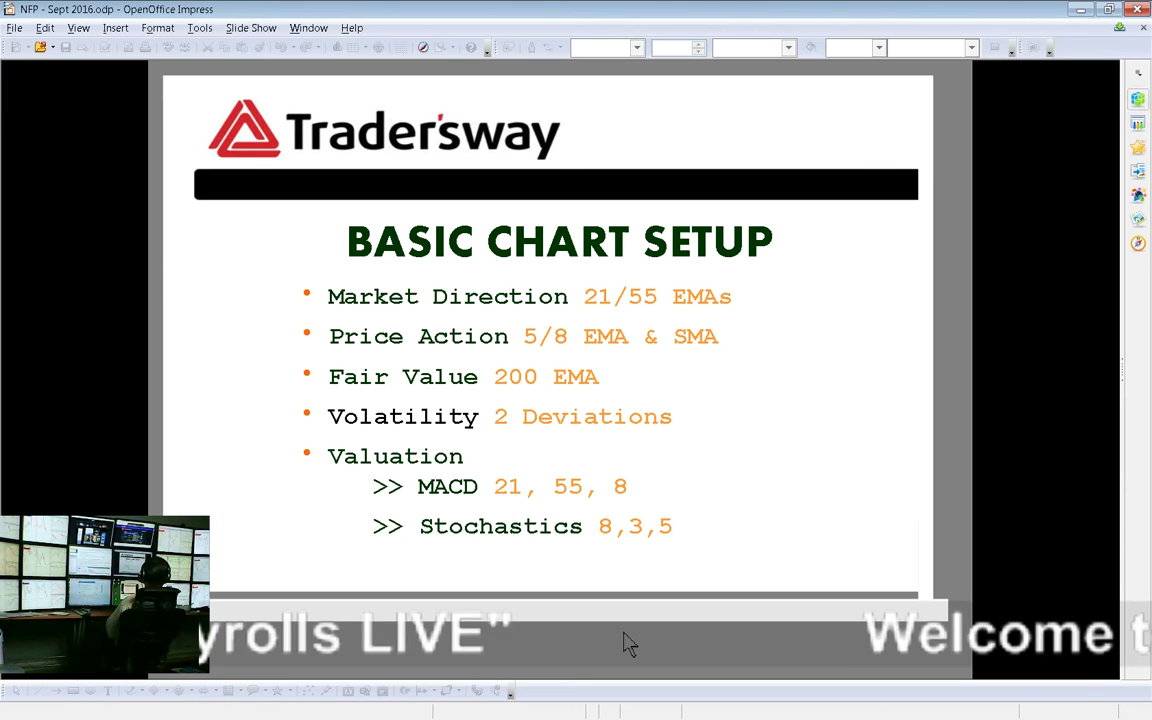 NFP - Sept 2016.odp - OpenOffice Impress
File Edit View Insert Format Tools Slide Show Window Help
Tradersway
BASIC CHART SETUP
• Market Direction 21/55 EMAs
• Price Action 5/8 EMA & SMA
• Fair Value 200 EMA
• Volatility 2 Deviations
• Valuation
>> MACD 21, 55, 8
>> Stochastics 8,3,5
yrolls LIVE" Welcome t